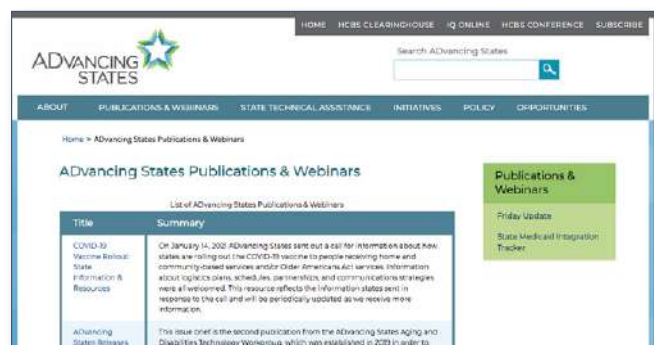 HOME HCBS CLEARINGHOUSE IQ ONLINE HCBS CONFERENCE SUBSCRIBE
ADVANCING
STATES
Search ADvancing States
ABOUT PUBLICATIONS & WEBINARS STATE TECHNICAL ASSISTANCE INITIATIVES POLICY OPPORTUNITIES
Home > ADvancing States Publications & Webinars
ADvancing States Publications & Webinars
List of ADvancing States Publications & Webinars
Title Summary
COVID-19
Vaccine Rollout:
State
Information &
Resources
On January 14, 2021 ADvancing States sent out a call for information about how
states are rolling out the COVID-19 vaccine to people receiving home and
community-based services and/or Older Americans Act services. Information
about logistics plans, schedules, partnerships, and communications strategies
were all welcomed. This resource reflects the information states sent in
response to the call and will be periodically updated as we receive more
information.
ADvancing
States Releases
This issue brief is the second publication from the ADvancing States Aging and
Disabilities Technology Workgroup, which was established in 2019 in order to
Publications &
Webinars
Friday Update
State Medicaid Integration
Tracker